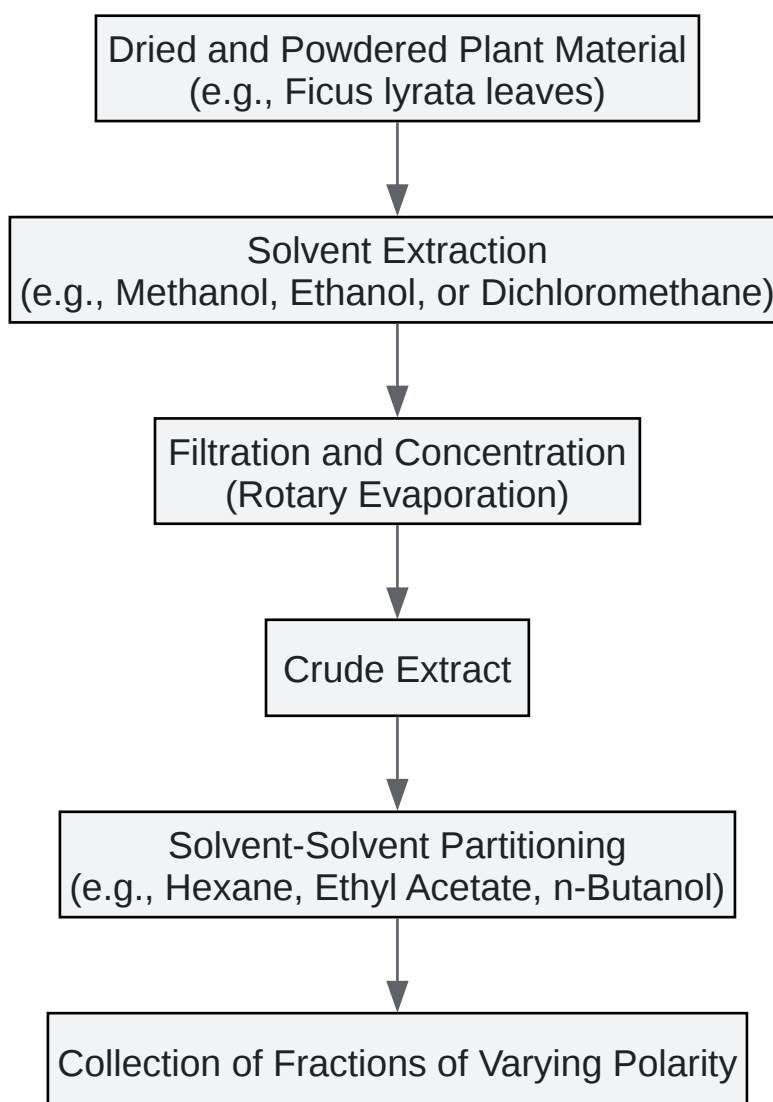 Dried and Powdered Plant Material
(e.g., Ficus lyrata leaves)
Solvent Extraction
(e.g., Methanol, Ethanol, or Dichloromethane)
Filtration and Concentration
(Rotary Evaporation)
Crude Extract
Solvent-Solvent Partitioning
(e.g., Hexane, Ethyl Acetate, n-Butanol)
Collection of Fractions of Varying Polarity